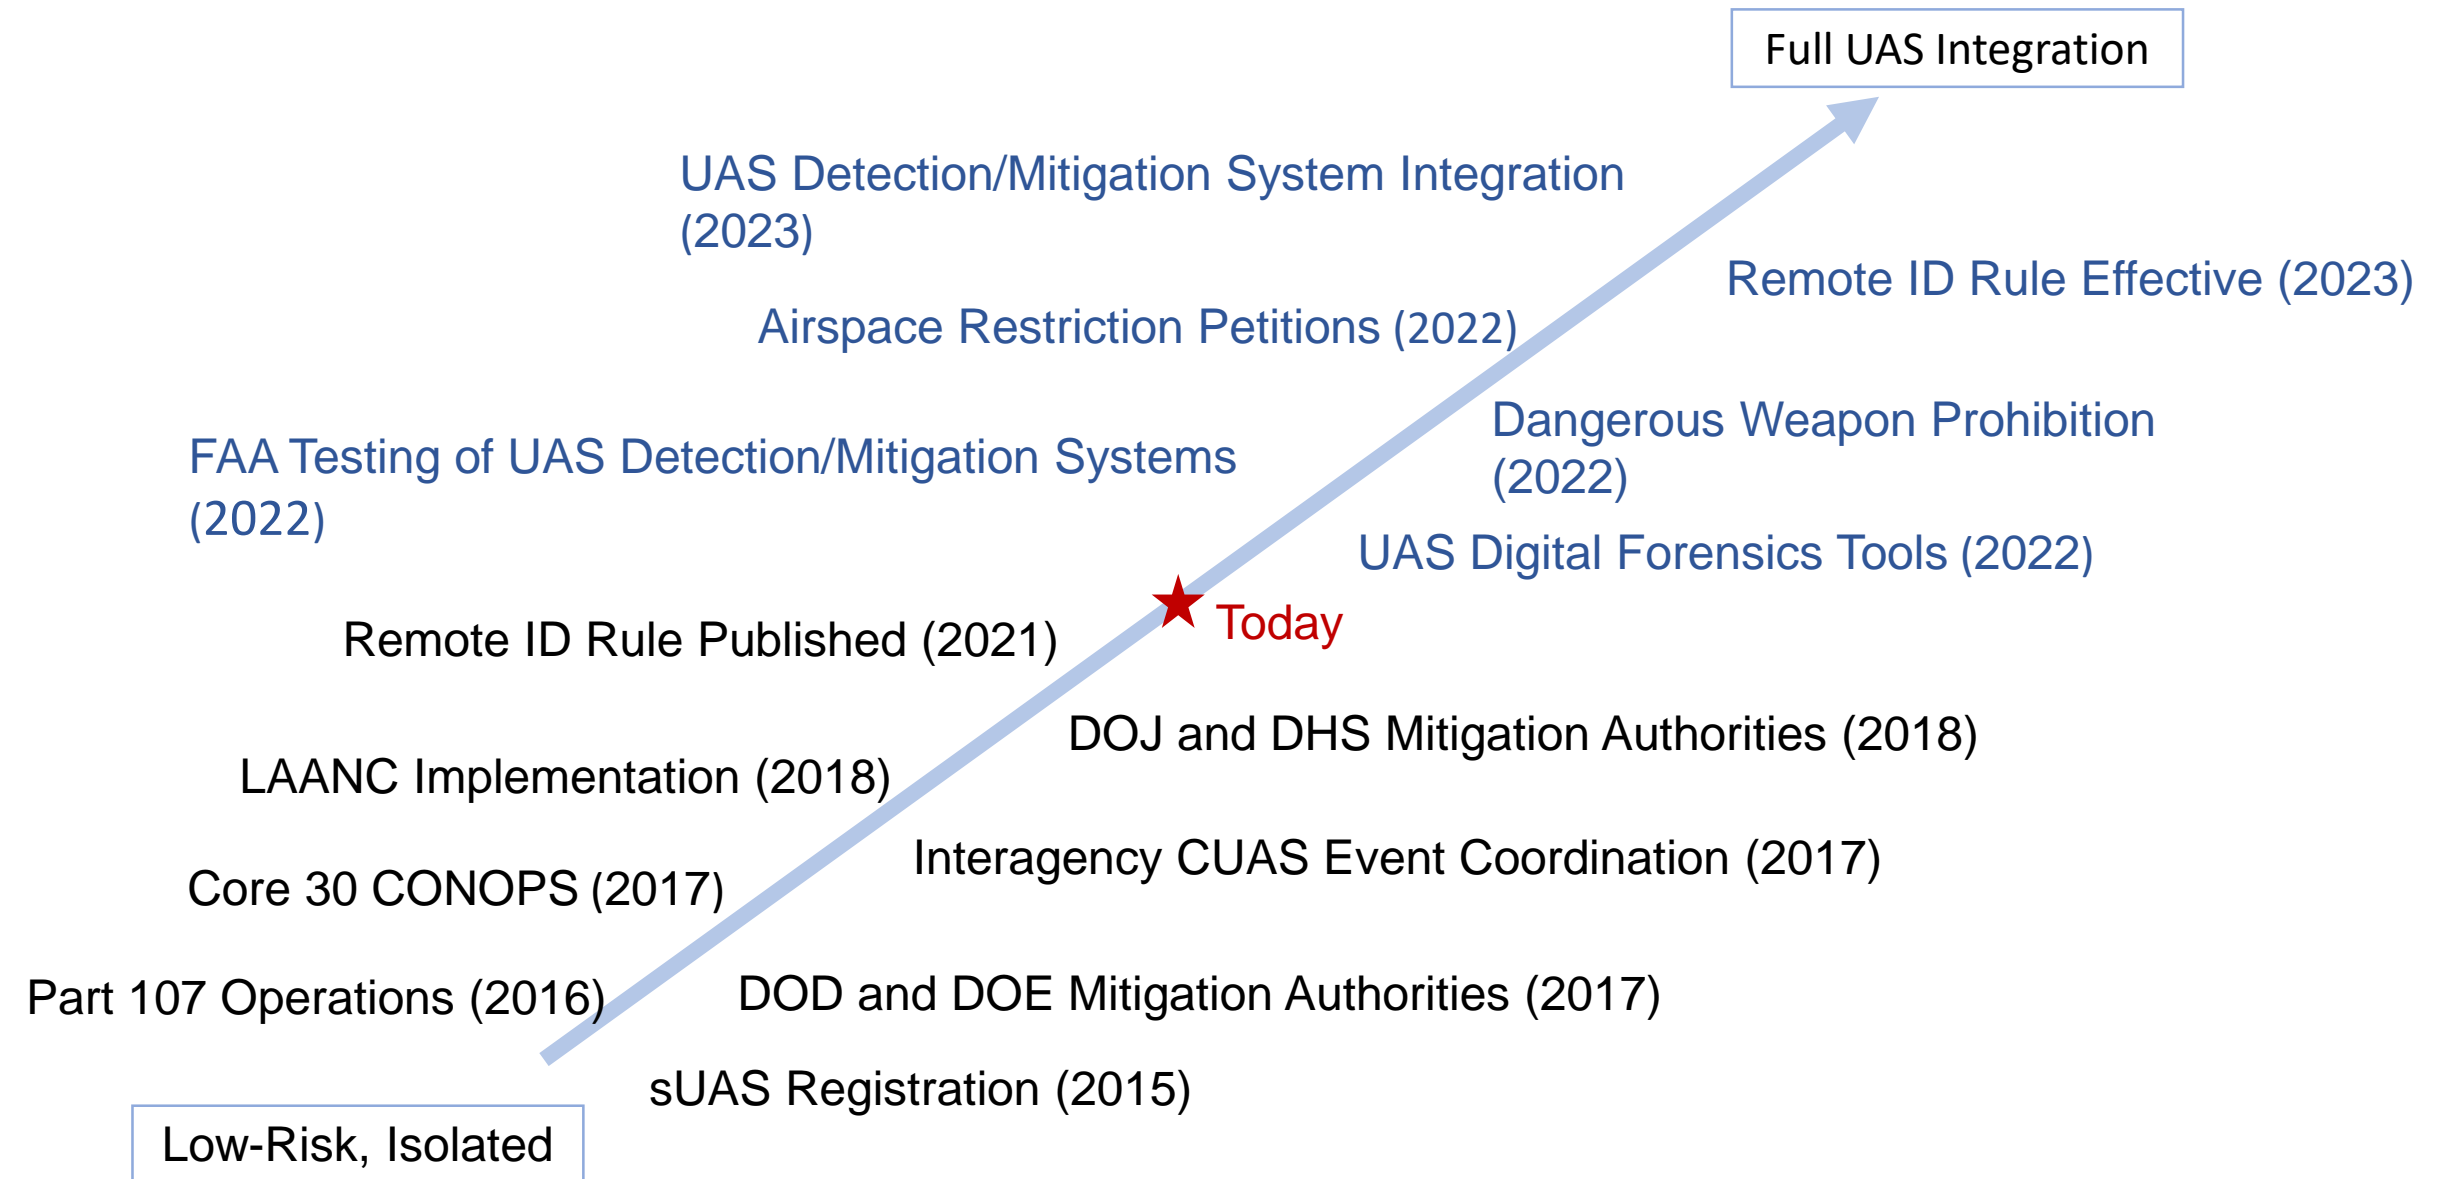 Full UAS Integration
UAS Detection/Mitigation System Integration
(2023)
Remote ID Rule Effective (2023)
Airspace Restriction Petitions (2022)
Dangerous Weapon Prohibition
(2022)
FAA Testing of UAS Detection/Mitigation Systems
(2022)
UAS Digital Forensics Tools (2022)
Today
Remote ID Rule Published (2021)
DOJ and DHS Mitigation Authorities (2018)
LAANC Implementation (2018)
Interagency CUAS Event Coordination (2017)
Core 30 CONOPS (2017)
DOD and DOE Mitigation Authorities (2017)
Part 107 Operations (2016)
sUAS Registration (2015)
Low-Risk, Isolated